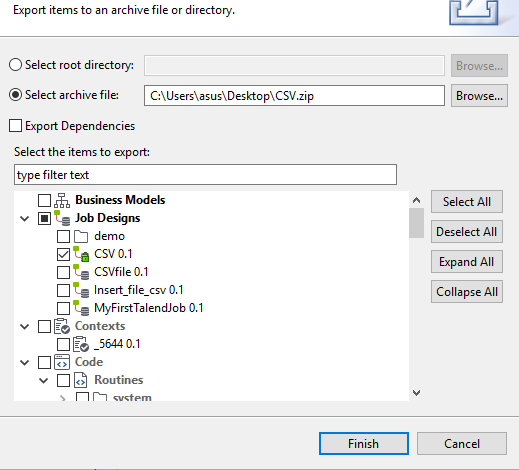 Export items to an archive file or directory.
Select root directory:
Browse...
Select archive file:
C:\Users\asus\Desktop\CSV.zip
Browse...
Export Dependencies
Select the items to export:
type filter text
Business Models
Select All
Job Designs
demo
Deselect All
CSV 0.1
Expand All
CSVfile 0.1
Insert_file_csv 0.1
Collapse All
MyFirstTalendJob 0.1
Contexts
_5644 0.1
Code
Routines
system
Finish
Cancel